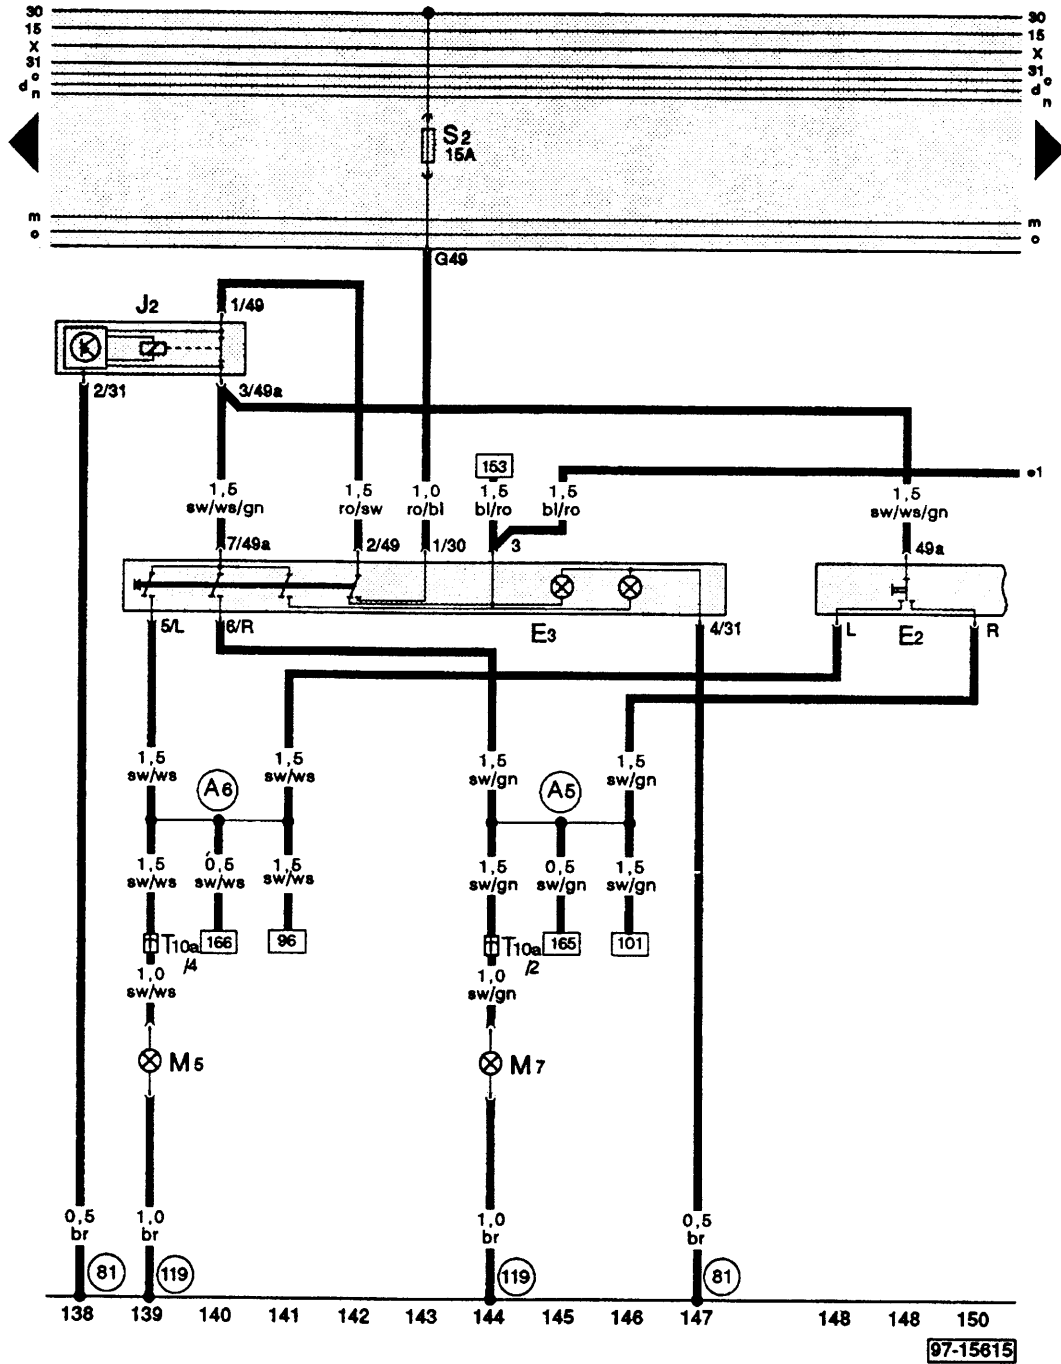 30 30
15 15
X X
31 31
o o
d d
n n
S2
15A
m m
o o
G49
J2
1/49
2/31
3/49a
153
e1
1,5 1,5 1,0 1,5 1,5 1,5
sw/ws/gn ro/sw ro/bl bl/ro bl/ro sw/ws/gn
7/49a 2/49 1/30 3 49a
5/L 6/R E3 4/31 L E2 R
1,5 1,5 1,5 1,5
sw/ws sw/ws sw/gn sw/gn
A6 A5
1,5 0,5 1,5 1,5 0,5 1,5
sw/ws sw/ws sw/ws sw/gn sw/gn sw/gn
T10a 166 96 T10a 165 101
/4 /2
1,0 1,0
sw/ws sw/gn
M5 M7
0,5 1,0 1,0 0,5
br br br br
81 119 119 81
138 139 140 141 142 143 144 145 146 147 148 148 150
97-15615